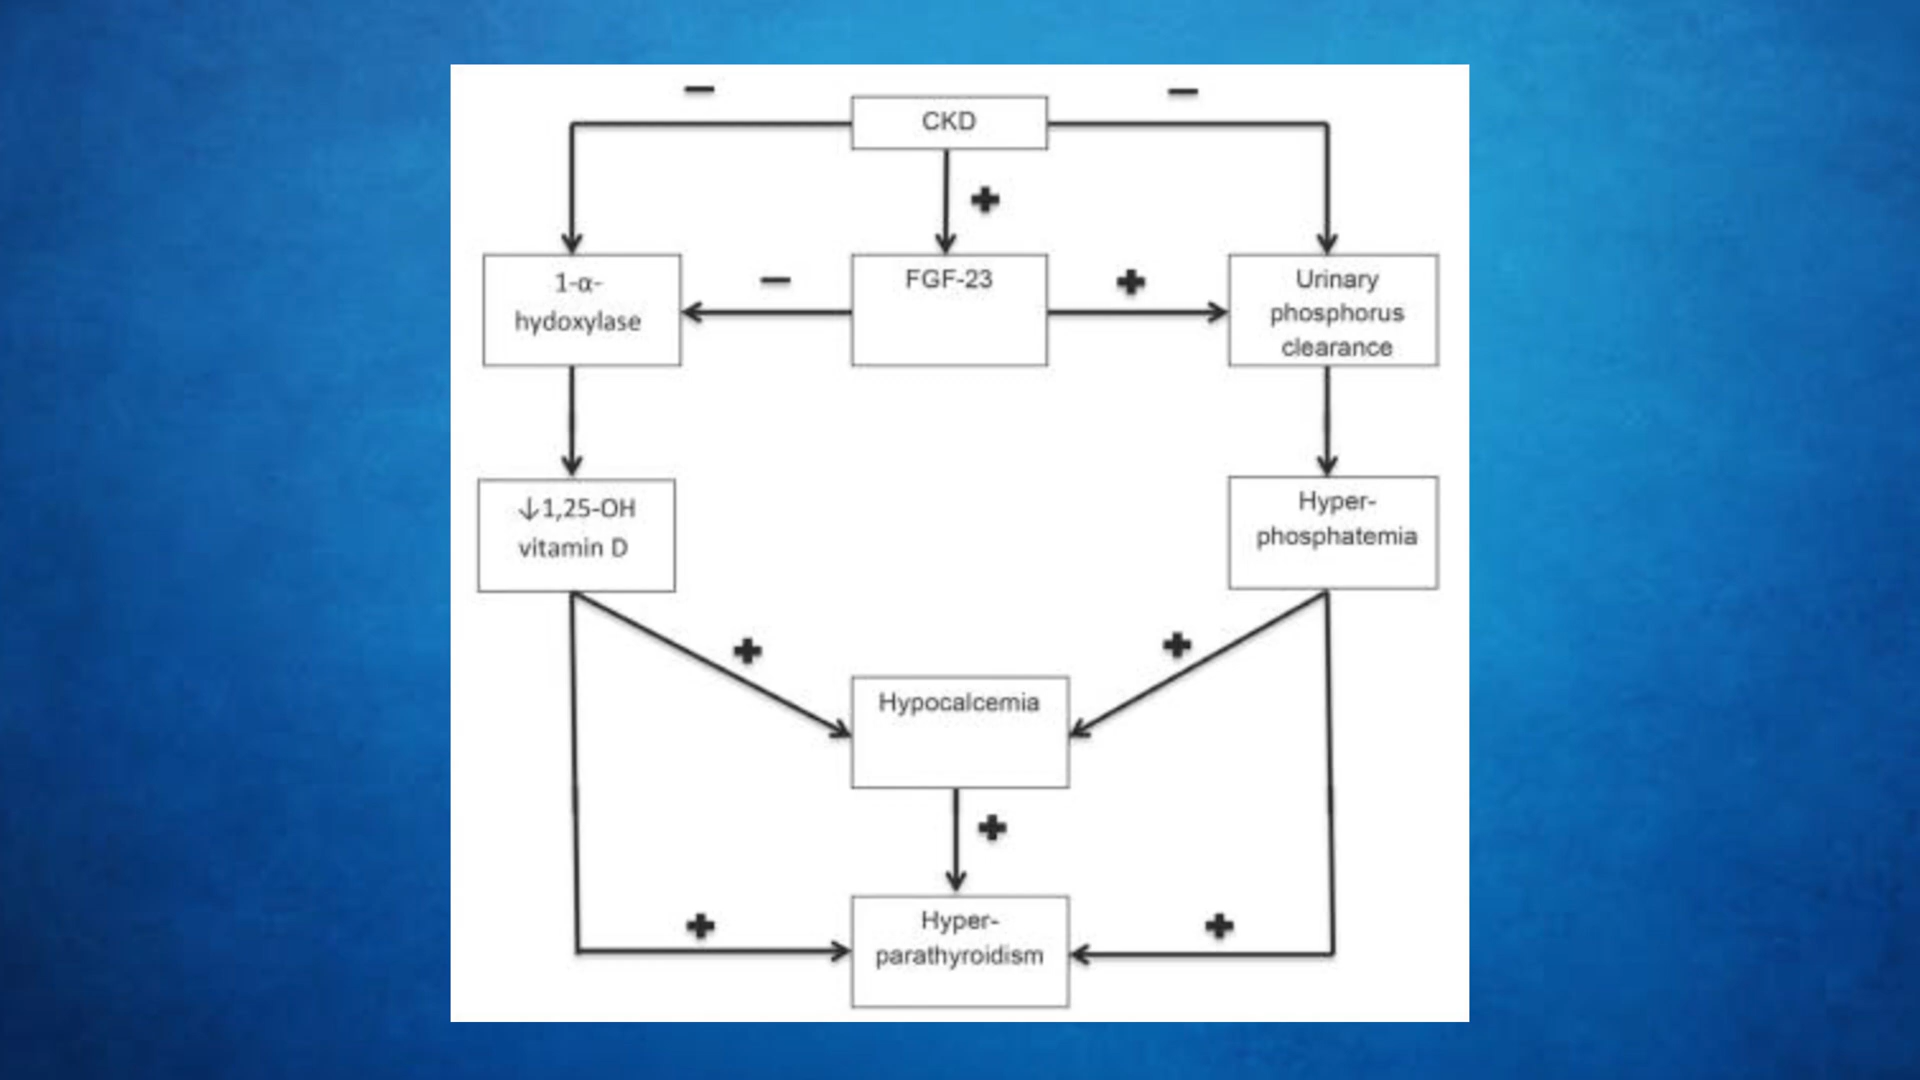 −
−
CKD
+
1-α-
hydoxylase
−
FGF-23
+
Urinary
phosphorus
clearance
↓1,25-OH
vitamin D
Hyper-
phosphatemia
+
+
Hypocalcemia
+
+
Hyper-
parathyroidism
+